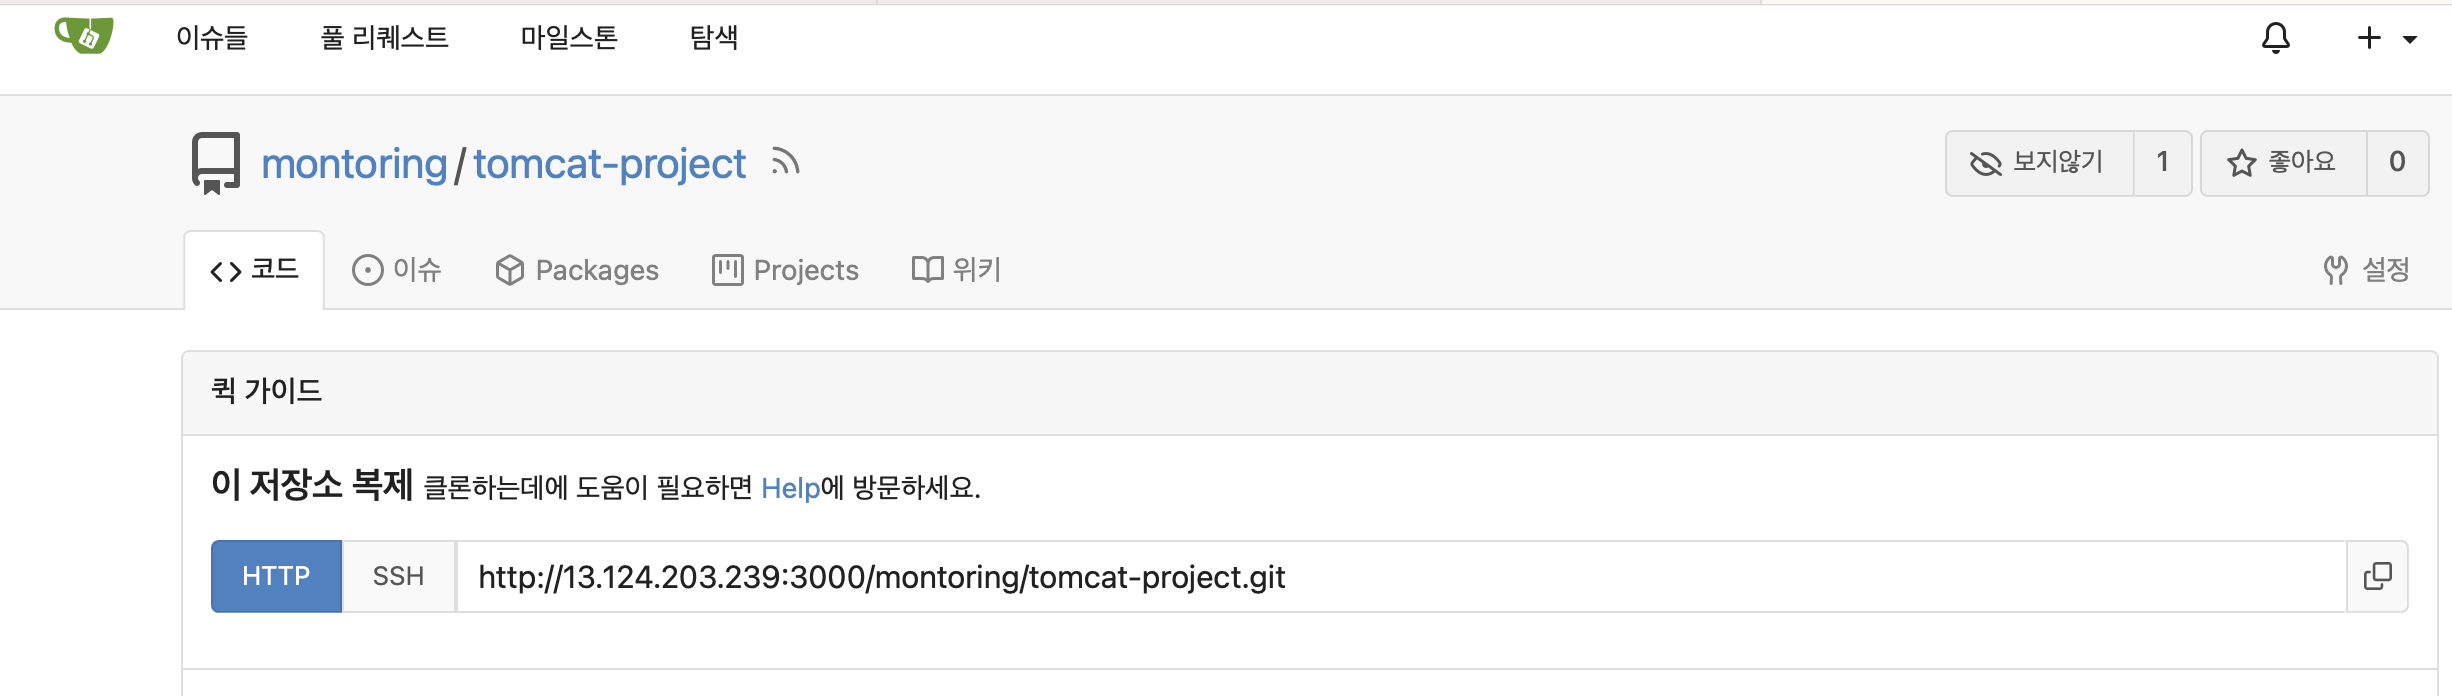 이슈들 풀 리퀘스트 마일스톤 탐색
montoring/tomcat-project
보지않기 1 좋아요 0
코드 이슈 Packages Projects 위키 설정
퀵 가이드
이 저장소 복제 클론하는데에 도움이 필요하면 Help에 방문하세요.
HTTP SSH http://13.124.203.239:3000/montoring/tomcat-project.git